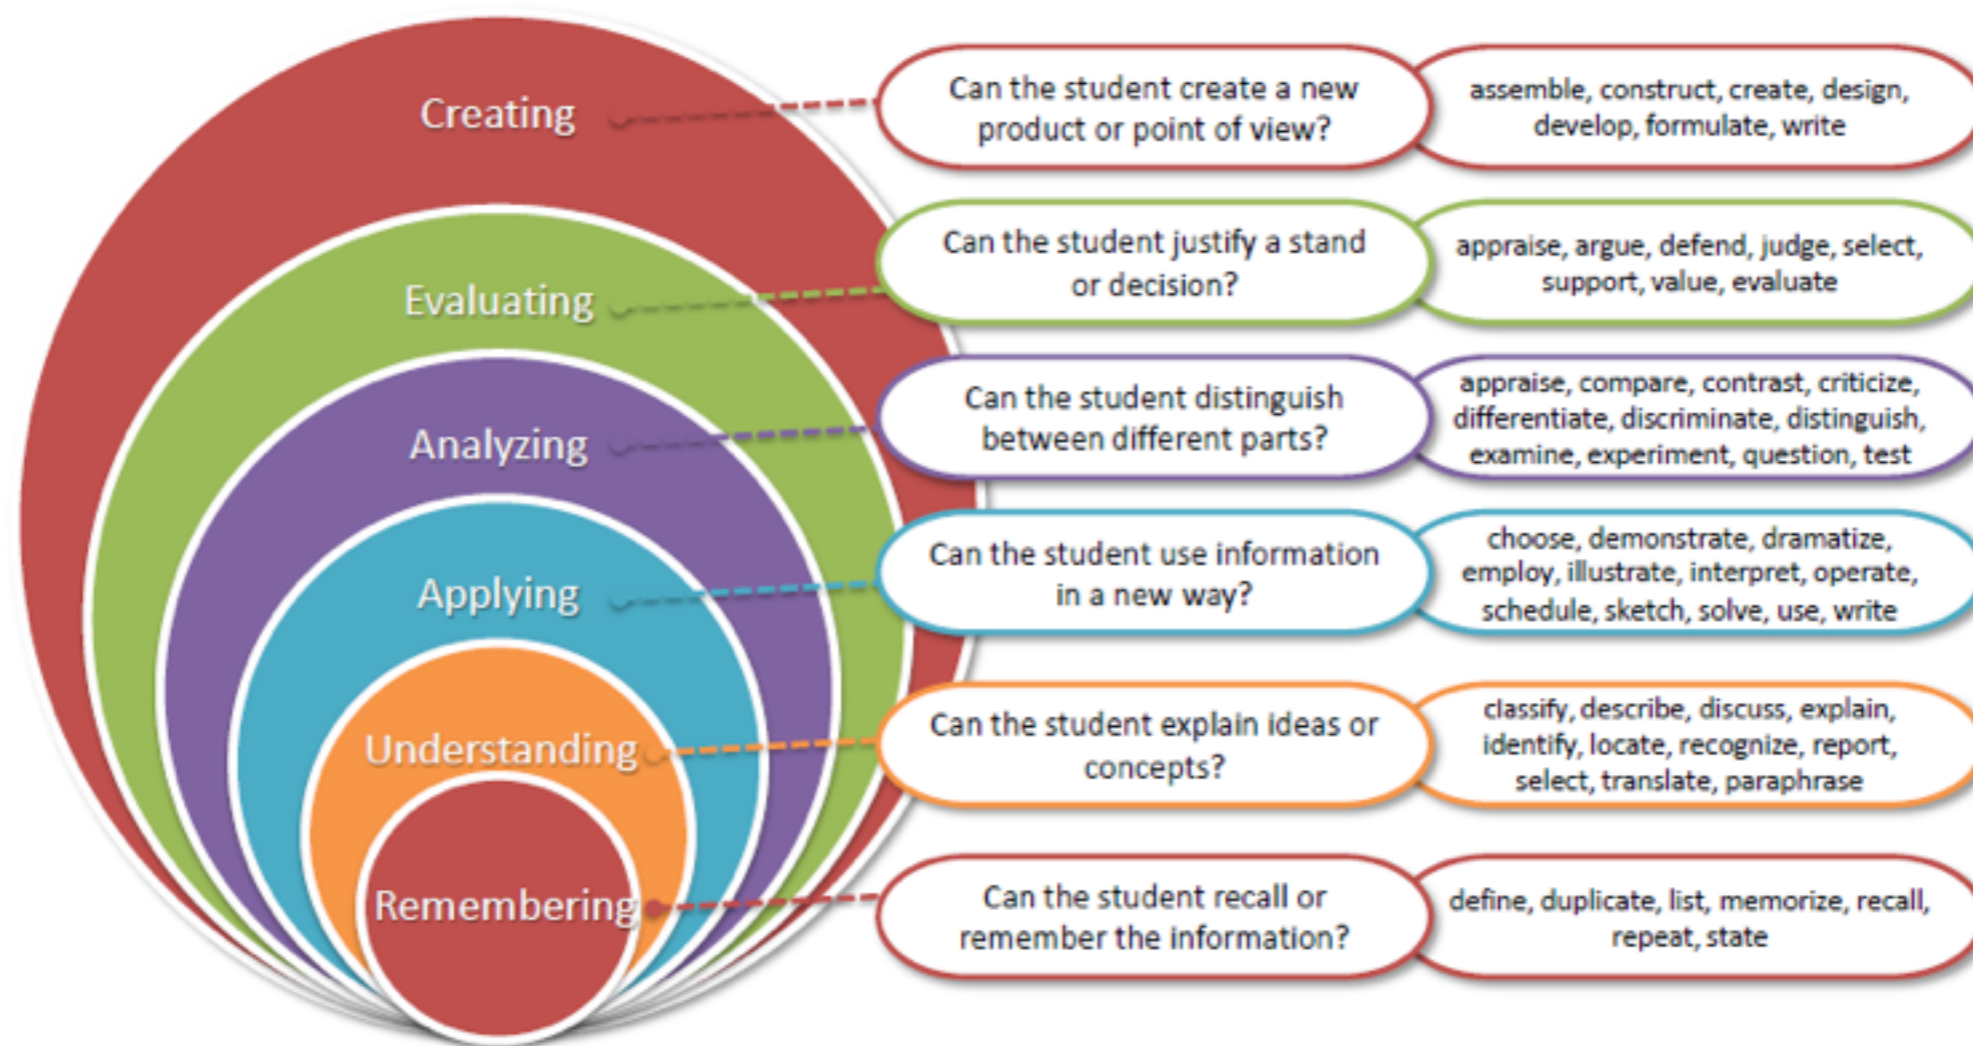 Creating
Can the student create a new
product or point of view?
assemble, construct, create, design,
develop, formulate, write
Evaluating
Can the student justify a stand
or decision?
appraise, argue, defend, judge, select,
support, value, evaluate
Analyzing
Can the student distinguish
between different parts?
appraise, compare, contrast, criticize,
differentiate, discriminate, distinguish,
examine, experiment, question, test
Applying
Can the student use information
in a new way?
choose, demonstrate, dramatize,
employ, illustrate, interpret, operate,
schedule, sketch, solve, use, write
Understanding
Can the student explain ideas or
concepts?
classify, describe, discuss, explain,
identify, locate, recognize, report,
select, translate, paraphrase
Remembering
Can the student recall or
remember the information?
define, duplicate, list, memorize, recall,
repeat, state